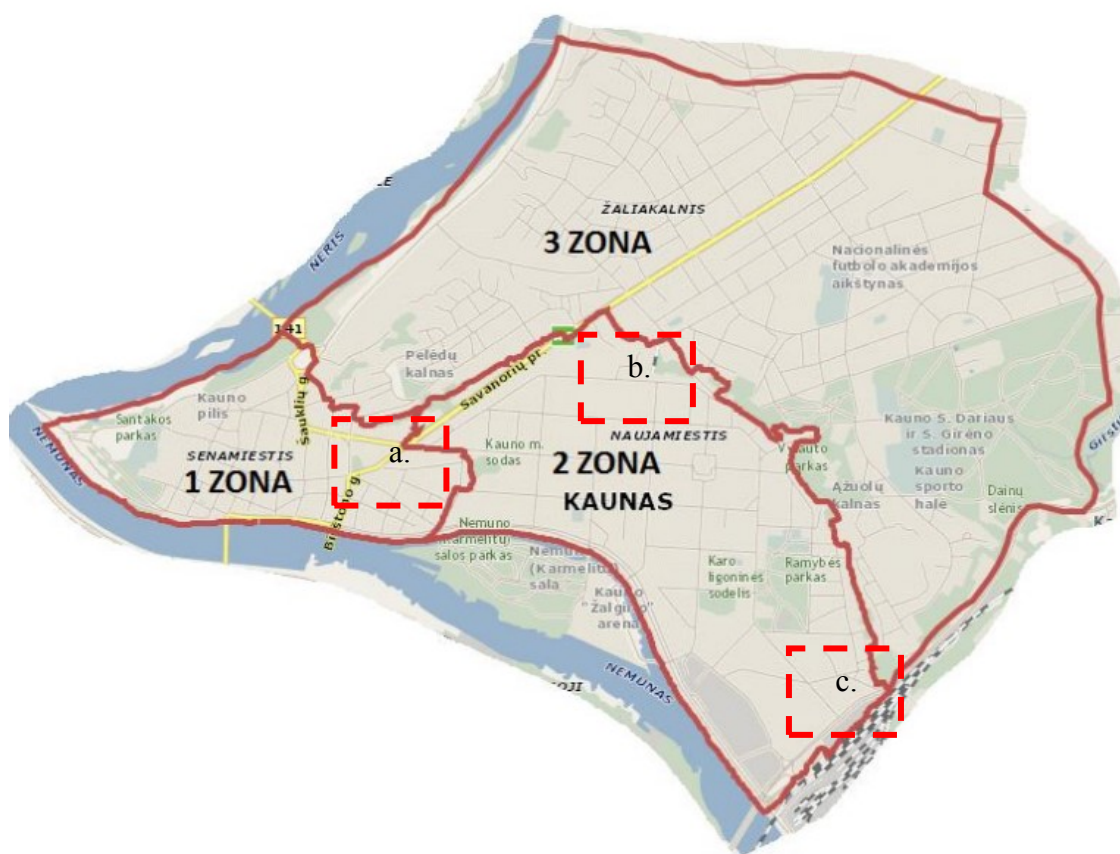 NERIS
ŽALIAKALNIS
3 ZONA
Nacionalinės
futbolo akademijos
aikštynas
141
Pelėdų
kalnas
Savanorių pr.
b.
Kauno
pilis
Santakos
parkas
Šauklių g.
NEMUNAS
SENAMIESTIS
1 ZONA
a.
Birštono g.
Kauno m.
sodas
NAUJAMIESTIS
2 ZONA
KAUNAS
Vytauto
parkas
Kauno S. Dariaus
ir S. Girėno
stadionas
Kauno
sporto
halė
Ąžuolų
kalnas
Dainų
slėnis
Nemuno
(Karmelitų)
salos parkas
Nemuno
(Karmelitų)
sala
Kauno
"Žalgirio"
arena
Karo
ligoninės
sodelis
Ramybės
parkas
NEMUNAS
c.